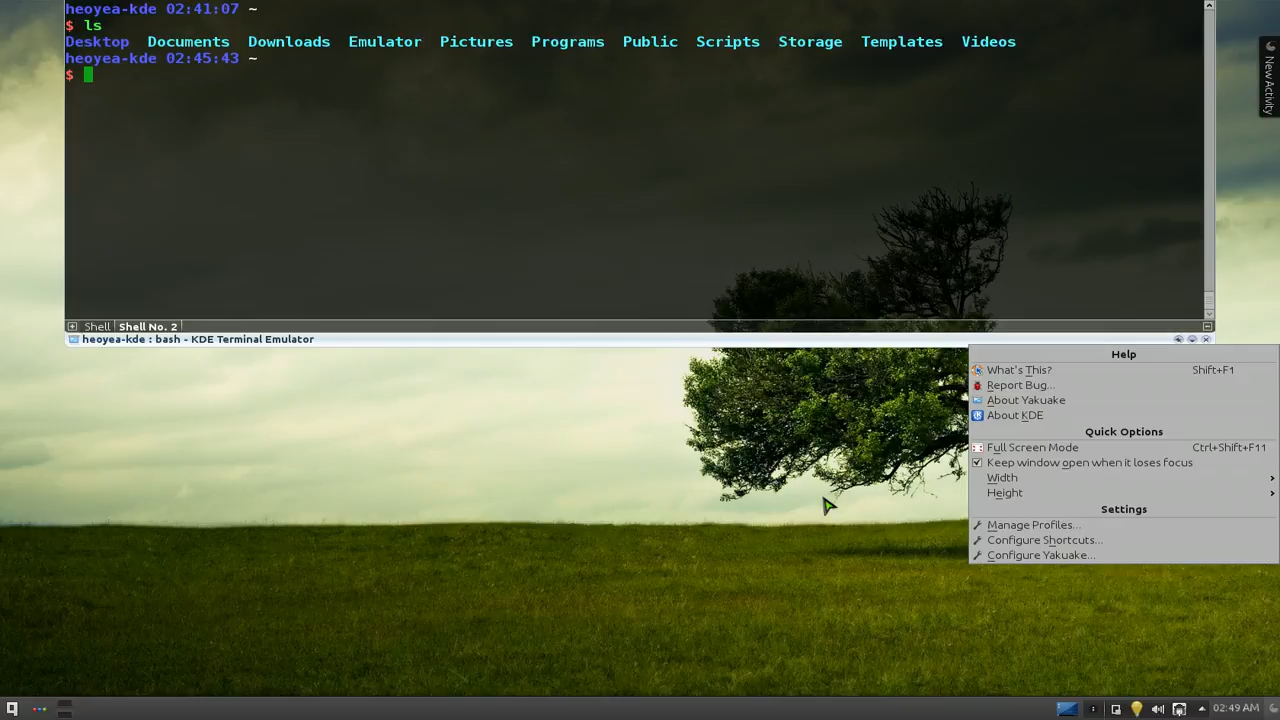 heoyea-kde 02:41:07 ~
$ ls
Desktop Documents Downloads Emulator Pictures Programs Public Scripts Storage Templates Videos
heoyea-kde 02:45:43 ~
$
New Activity
Shell Shell No. 2
heoyea-kde : bash - KDE Terminal Emulator
Help
What's This? Shift+F1
Report Bug...
About Yakuake
About KDE
Quick Options
Full Screen Mode Ctrl+Shift+F11
Keep window open when it loses focus
Width
Height
Settings
Manage Profiles...
Configure Shortcuts...
Configure Yakuake...
02:49 AM